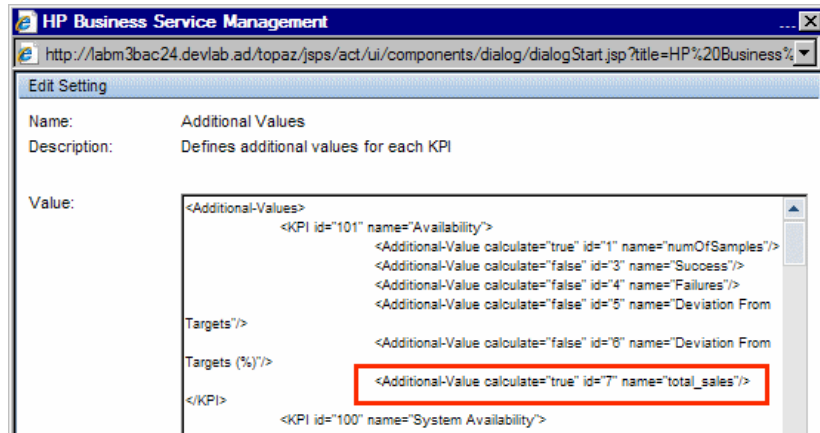 HP Business Service Management
...
http://labm3bac24.devlab.ad/topaz/jsps/act/ui/components/dialog/dialogStart.jsp?title=HP%20Business%
Edit Setting
Name: Additional Values
Description: Defines additional values for each KPI
Value:
<Additional-Values>
<KPI id="101" name="Availability">
<Additional-Value calculate="true" id="1" name="numOfSamples"/>
<Additional-Value calculate="false" id="3" name="Success"/>
<Additional-Value calculate="false" id="4" name="Failures"/>
<Additional-Value calculate="false" id="5" name="Deviation From
Targets"/>
<Additional-Value calculate="false" id="6" name="Deviation From
Targets (%)"/>
<Additional-Value calculate="true" id="7" name="total_sales"/>
</KPI>
<KPI id="100" name="System Availability">